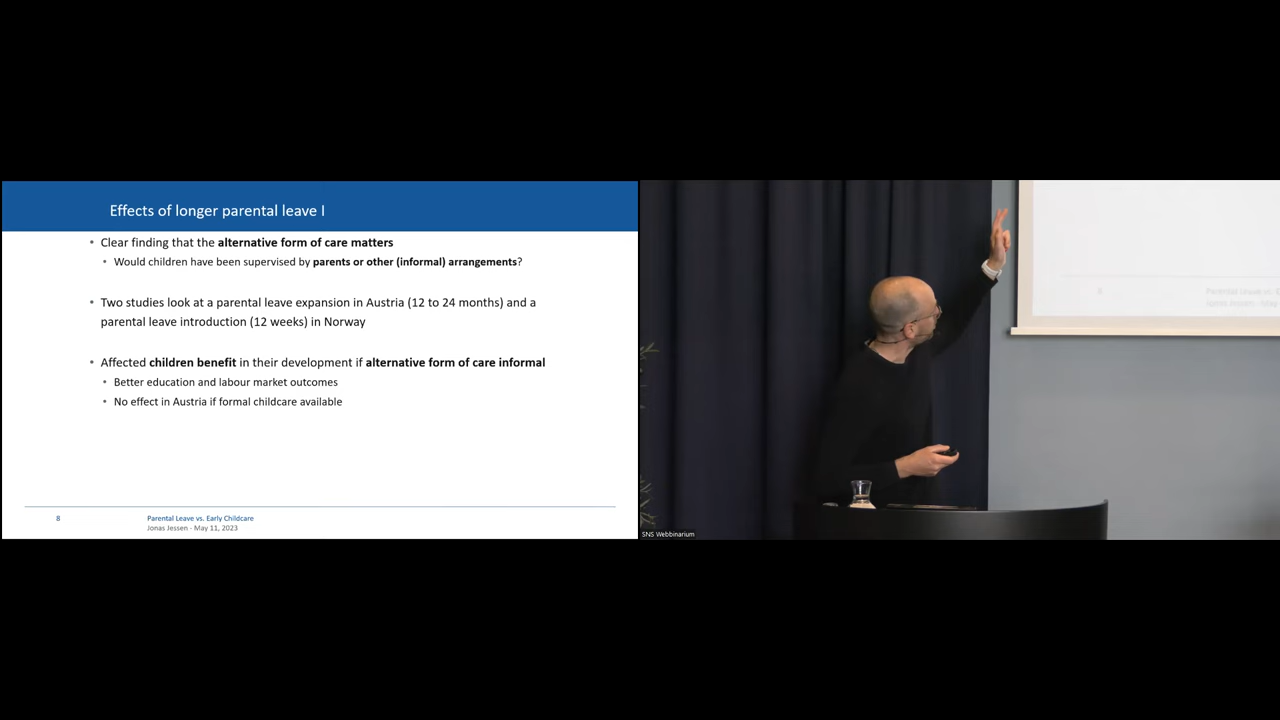 Effects of longer parental leave I
• Clear finding that the alternative form of care matters
• Would children have been supervised by parents or other (informal) arrangements?
• Two studies look at a parental leave expansion in Austria (12 to 24 months) and a
parental leave introduction (12 weeks) in Norway
• Affected children benefit in their development if alternative form of care informal
• Better education and labour market outcomes
• No effect in Austria if formal childcare available
8
Parental Leave vs. Early Childcare
Jonas Jessen - May 11, 2023
SNS Webbinarium